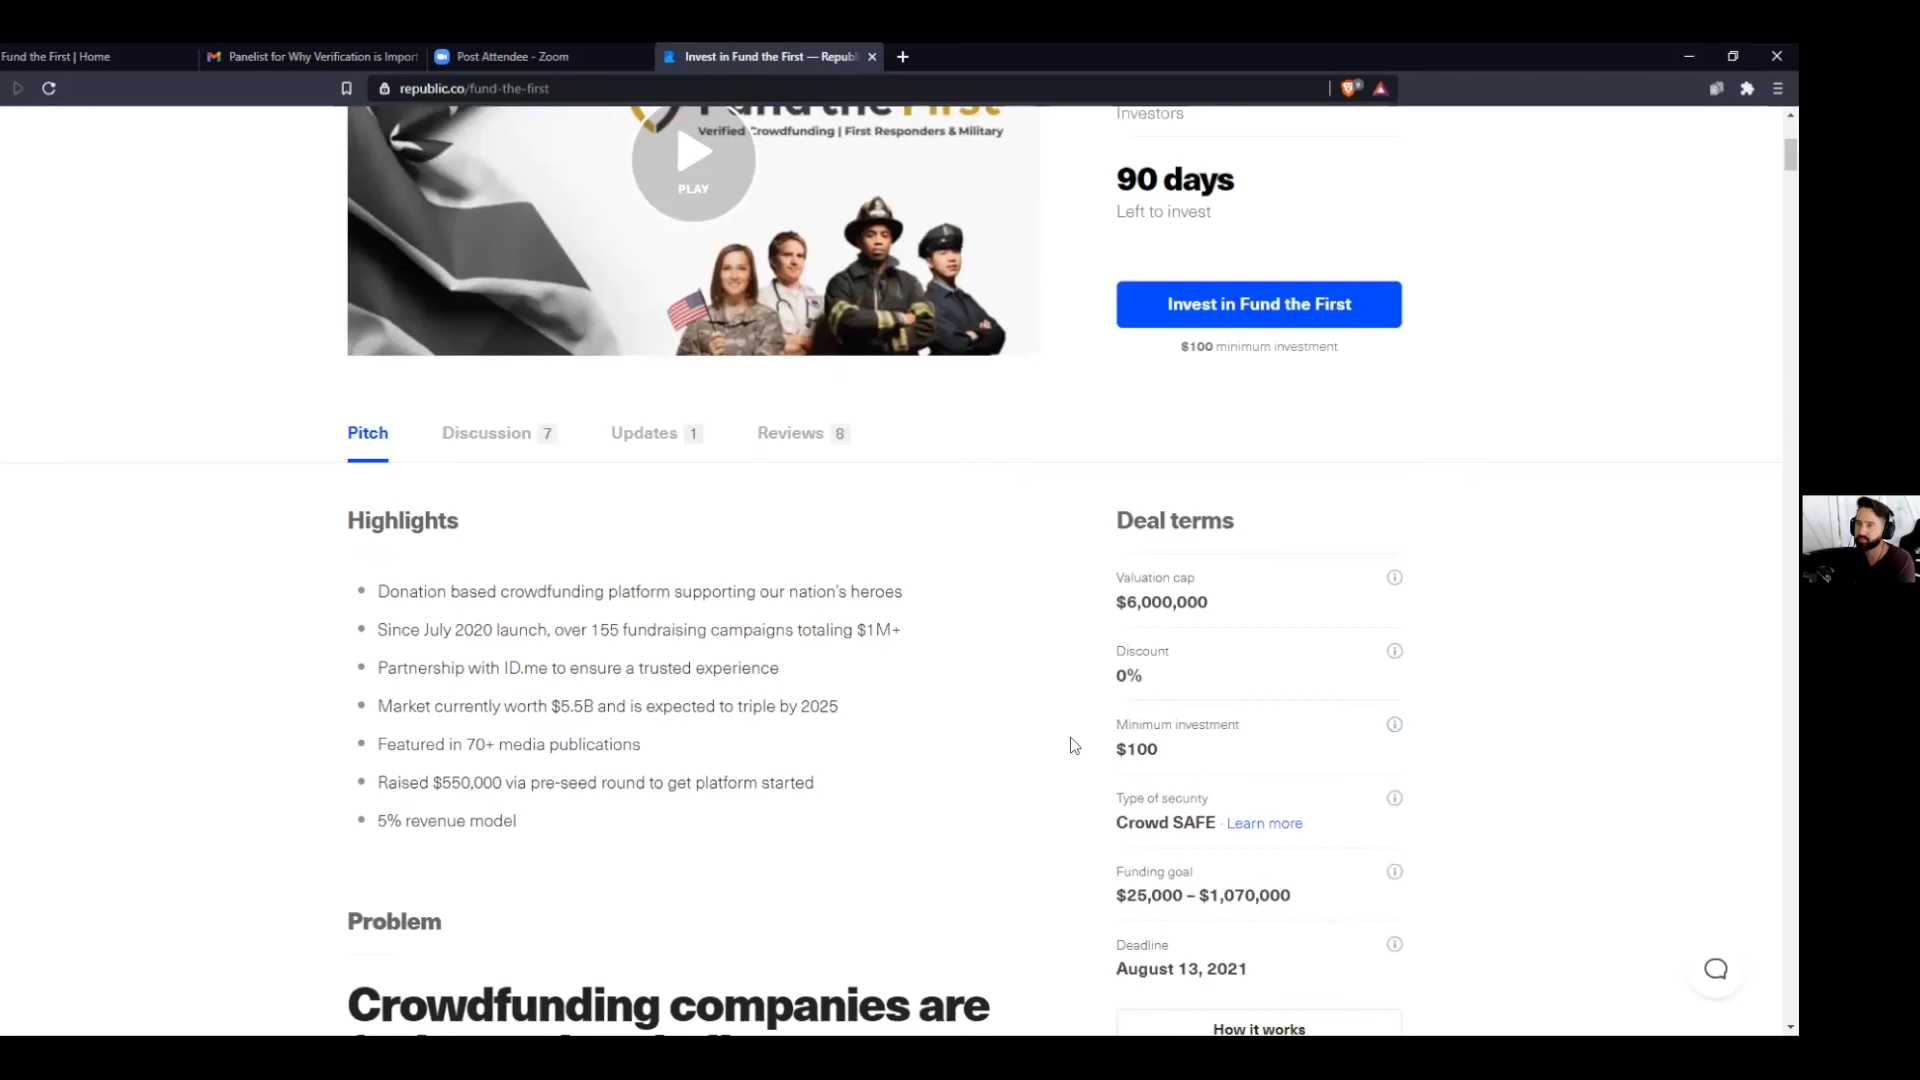 Fund the First | Home
Panelist for Why Verification is Impor
Post Attendee - Zoom
Invest in Fund the First — Republ
republic.co/fund-the-first
Fund the First
Verified Crowdfunding | First Responders & Military
PLAY
Investors
90 days
Left to invest
Invest in Fund the First
$100 minimum investment
Pitch
Discussion 7
Updates 1
Reviews 8
Highlights
Donation based crowdfunding platform supporting our nation's heroes
Since July 2020 launch, over 155 fundraising campaigns totaling $1M+
Partnership with ID.me to ensure a trusted experience
Market currently worth $5.5B and is expected to triple by 2025
Featured in 70+ media publications
Raised $550,000 via pre-seed round to get platform started
5% revenue model
Problem
Crowdfunding companies are
Deal terms
Valuation cap
$6,000,000
Discount
0%
Minimum investment
$100
Type of security
Crowd SAFE · Learn more
Funding goal
$25,000 – $1,070,000
Deadline
August 13, 2021
How it works